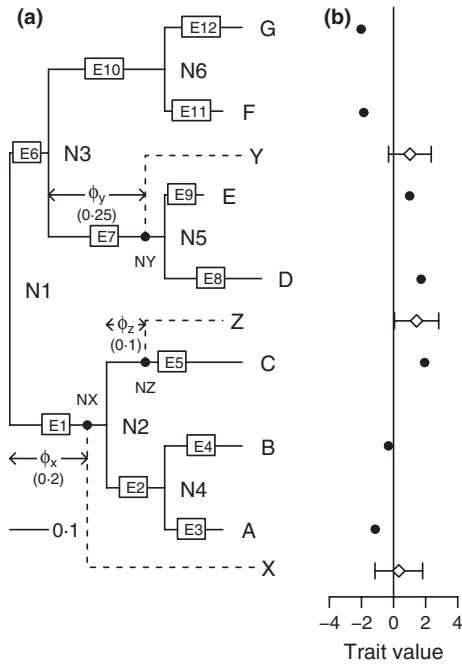 (a)
(b)
E12
G
E10
N6
E11
F
E6
N3
Y
ϕy
(0·25)
E9
E
E7
N5
NY
E8
D
N1
ϕz
(0·1)
Z
E5
C
NZ
NX
E1
N2
E4
B
ϕx
(0·2)
E2
N4
0·1
E3
A
X
−4 −2 0 2 4
Trait value